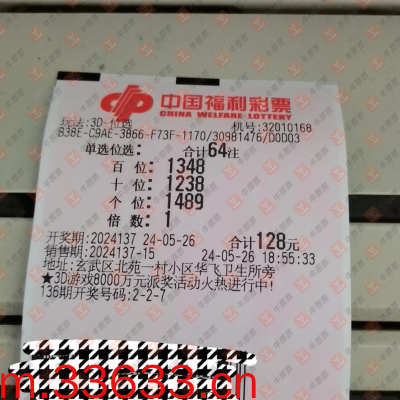 中国福利彩票
CHINA WELFARE LOTTERY
玩法:3D-位选 机号:32010168
B38E-C9AE-3B66-F73F-1170/30981476/D0D03
单选位选: 合计64注
百 位: 1348
十 位: 1238
个 位: 1489
倍 数: 1
开奖期:2024137 24-05-26 合计128元
销售期:2024137-15 24-05-26 18:55:33
地址:玄武区北苑一村小区华飞卫生所旁
★3D游戏8000万元派奖活动火热进行中!
136期开奖号码:2-2-7
m.33633.cn